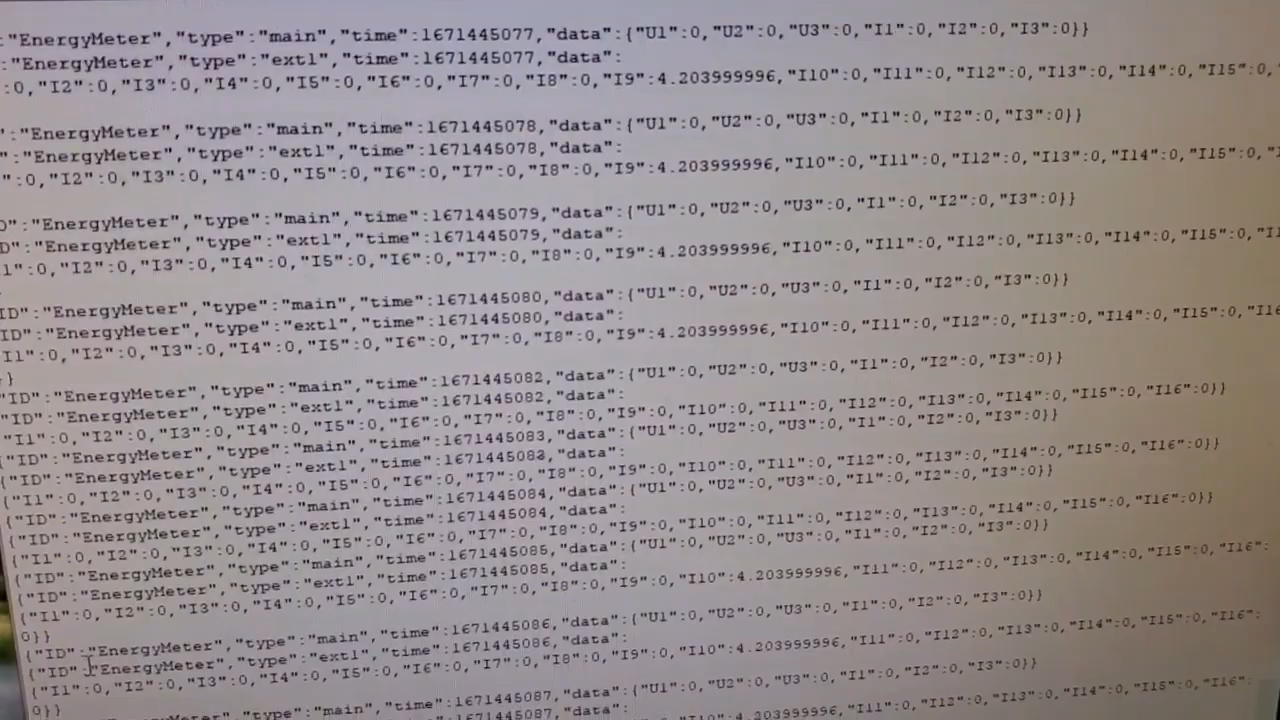 :"EnergyMeter","type":"main","time":1671445077,"data":{"U1":0,"U2":0,"U3":0,"I1":0,"I2":0,"I3":0}}
:"EnergyMeter","type":"ext1","time":1671445077,"data":
:0,"I2":0,"I3":0,"I4":0,"I5":0,"I6":0,"I7":0,"I8":0,"I9":4.203999996,"I10":0,"I11":0,"I12":0,"I13":0,"I14":0,"I15":0,
":"EnergyMeter","type":"main","time":1671445078,"data":{"U1":0,"U2":0,"U3":0,"I1":0,"I2":0,"I3":0}}
":"EnergyMeter","type":"ext1","time":1671445078,"data":
":0,"I2":0,"I3":0,"I4":0,"I5":0,"I6":0,"I7":0,"I8":0,"I9":4.203999996,"I10":0,"I11":0,"I12":0,"I13":0,"I14":0,"I15":0,
D":"EnergyMeter","type":"main","time":1671445079,"data":{"U1":0,"U2":0,"U3":0,"I1":0,"I2":0,"I3":0}}
D":"EnergyMeter","type":"ext1","time":1671445079,"data":
1":0,"I2":0,"I3":0,"I4":0,"I5":0,"I6":0,"I7":0,"I8":0,"I9":4.203999996,"I10":0,"I11":0,"I12":0,"I13":0,"I14":0,"I15":0,"I1
ID":"EnergyMeter","type":"main","time":1671445080,"data":{"U1":0,"U2":0,"U3":0,"I1":0,"I2":0,"I3":0}}
ID":"EnergyMeter","type":"ext1","time":1671445080,"data":
I1":0,"I2":0,"I3":0,"I4":0,"I5":0,"I6":0,"I7":0,"I8":0,"I9":4.203999996,"I10":0,"I11":0,"I12":0,"I13":0,"I14":0,"I15":0,"I16
}}
"ID":"EnergyMeter","type":"main","time":1671445082,"data":{"U1":0,"U2":0,"U3":0,"I1":0,"I2":0,"I3":0}}
"ID":"EnergyMeter","type":"ext1","time":1671445082,"data":
"I1":0,"I2":0,"I3":0,"I4":0,"I5":0,"I6":0,"I7":0,"I8":0,"I9":0,"I10":0,"I11":0,"I12":0,"I13":0,"I14":0,"I15":0,"I16":0}}
{"ID":"EnergyMeter","type":"main","time":1671445083,"data":{"U1":0,"U2":0,"U3":0,"I1":0,"I2":0,"I3":0}}
{"ID":"EnergyMeter","type":"ext1","time":1671445083,"data":
{"I1":0,"I2":0,"I3":0,"I4":0,"I5":0,"I6":0,"I7":0,"I8":0,"I9":0,"I10":0,"I11":0,"I12":0,"I13":0,"I14":0,"I15":0,"I16":0}}
{"ID":"EnergyMeter","type":"main","time":1671445084,"data":{"U1":0,"U2":0,"U3":0,"I1":0,"I2":0,"I3":0}}
{"ID":"EnergyMeter","type":"ext1","time":1671445084,"data":
{"I1":0,"I2":0,"I3":0,"I4":0,"I5":0,"I6":0,"I7":0,"I8":0,"I9":0,"I10":0,"I11":0,"I12":0,"I13":0,"I14":0,"I15":0,"I16":0}}
{"ID":"EnergyMeter","type":"main","time":1671445085,"data":{"U1":0,"U2":0,"U3":0,"I1":0,"I2":0,"I3":0}}
{"ID":"EnergyMeter","type":"ext1","time":1671445085,"data":
{"I1":0,"I2":0,"I3":0,"I4":0,"I5":0,"I6":0,"I7":0,"I8":0,"I9":0,"I10":4.203999996,"I11":0,"I12":0,"I13":0,"I14":0,"I15":0,"I16":
0}}
{"ID":"EnergyMeter","type":"main","time":1671445086,"data":{"U1":0,"U2":0,"U3":0,"I1":0,"I2":0,"I3":0}}
{"ID":"EnergyMeter","type":"ext1","time":1671445086,"data":
{"I1":0,"I2":0,"I3":0,"I4":0,"I5":0,"I6":0,"I7":0,"I8":0,"I9":0,"I10":4.203999996,"I11":0,"I12":0,"I13":0,"I14":0,"I15":0,"I16":
0}}
"type":"main","time":1671445087,"data":{"U1":0,"U2":0,"U3":0,"I1":0,"I2":0,"I3":0}}
"time":1671445087,"data":
"I12":0,"I13":0,"I14":0,"I15":0,"I16":